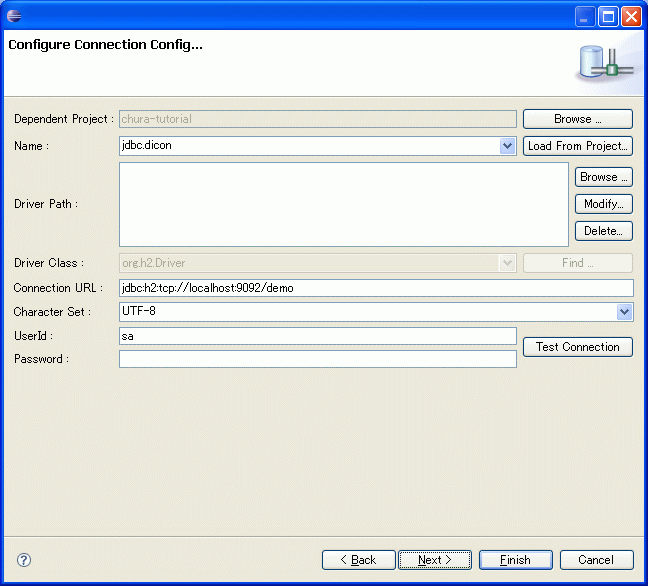 Configure Connection Config...
Dependent Project : chura-tutorial Browse ...
Name : jdbc.dicon Load From Project...
Browse ...
Driver Path : Modify...
Delete...
Driver Class : org.h2.Driver Find ...
Connection URL : jdbc:h2:tcp://localhost:9092/demo
Character Set : UTF-8
UserId : sa
Test Connection
Password :
? < Back Next > Finish Cancel